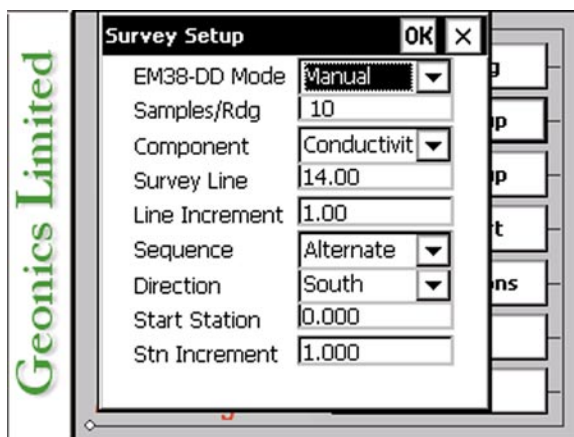 Geonics Limited
Survey Setup OK ×
EM38-DD Mode Manual
Samples/Rdg 10
Component Conductivit
Survey Line 14.00
Line Increment 1.00
Sequence Alternate
Direction South
Start Station 0.000
Stn Increment 1.000